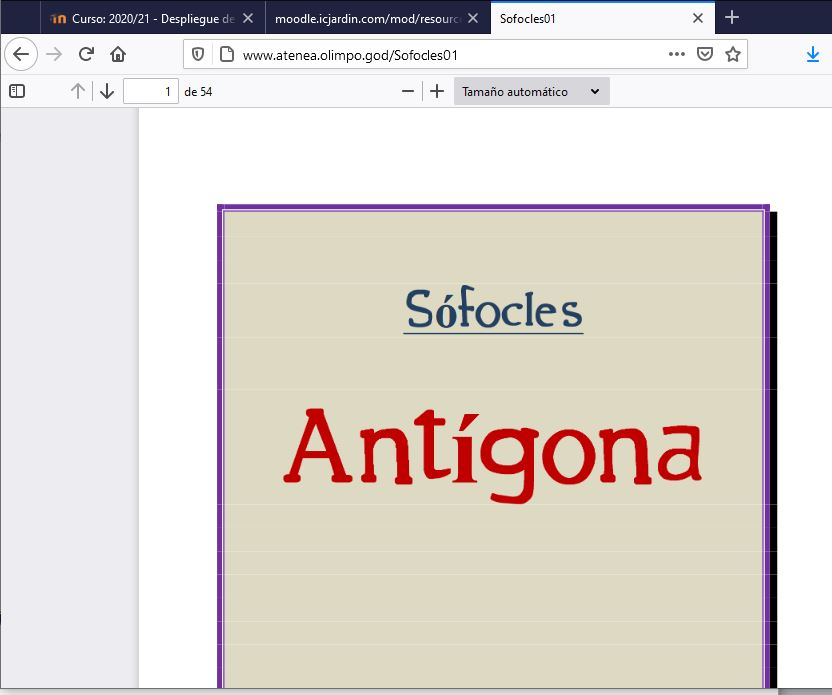 Curso: 2020/21 - Despliegue de
moodle.icjardin.com/mod/resourc
Sofocles01
www.atenea.olimpo.god/Sofocles01
1 de 54
Tamaño automático
Sófocles
Antígona